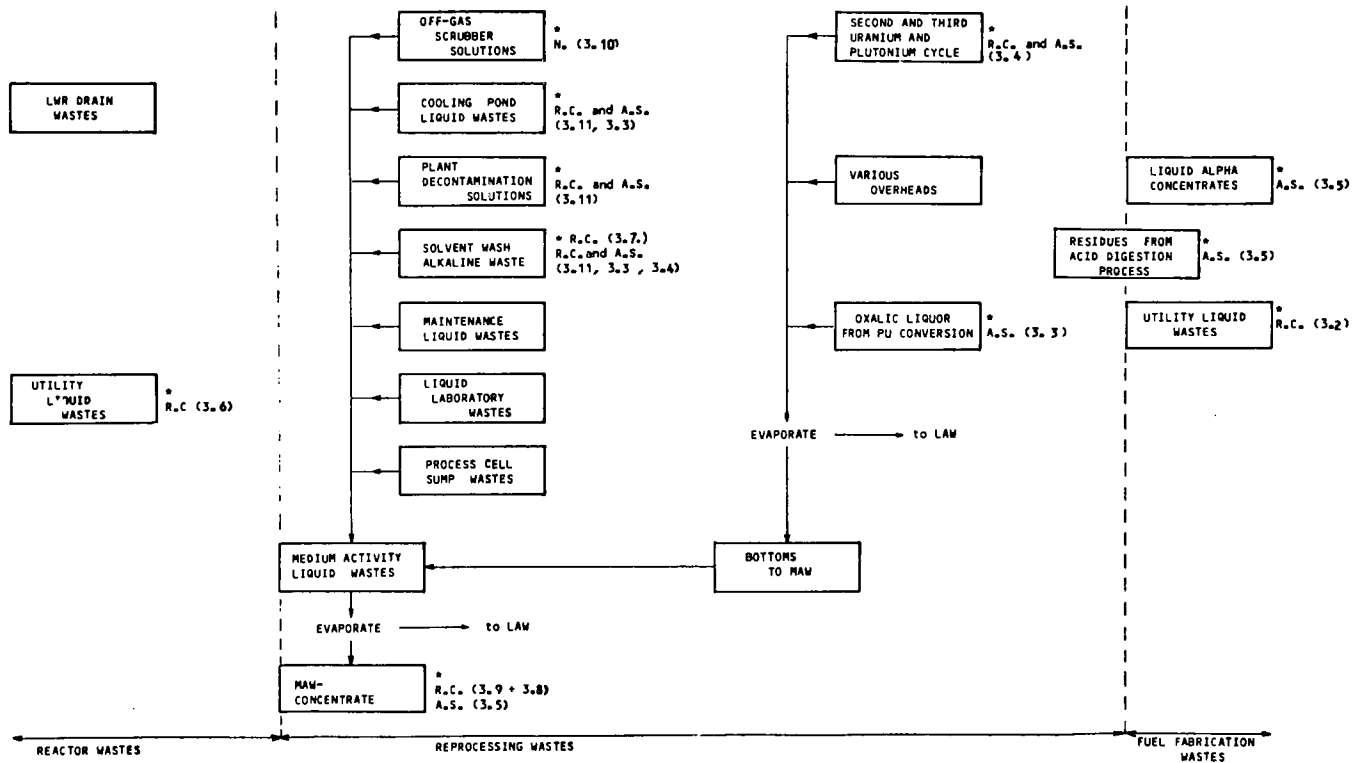 OFF-GAS
SCRUBBER
SOLUTIONS
*
N. (3.10)
SECOND AND THIRD
URANIUM AND
PLUTONIUM CYCLE
*
R.C. and A.S.
(3.4)
LWR DRAIN
WASTES
COOLING POND
LIQUID WASTES
*
R.C. and A.S.
(3.11, 3.3)
PLANT
DECONTAMINATION
SOLUTIONS
*
R.C. and A.S.
(3.11)
VARIOUS
OVERHEADS
LIQUID ALPHA
CONCENTRATES
*
A.S. (3.5)
SOLVENT WASH
ALKALINE WASTE
* R.C. (3.7.)
R.C. and A.S.
(3.11, 3.3 , 3.4)
RESIDUES FROM
ACID DIGESTION
PROCESS
*
A.S. (3.5)
MAINTENANCE
LIQUID WASTES
OXALIC LIQUOR
FROM PU CONVERSION
*
A.S. (3.3)
UTILITY LIQUID
WASTES
*
R.C. (3.2)
UTILITY
WASTES
*
R.C (3.6)
LIQUID
LABORATORY
WASTES
EVAPORATE
to LAW
PROCESS CELL
SUMP WASTES
MEDIUM ACTIVITY
LIQUID WASTES
BOTTOMS
TO MAW
EVAPORATE
to LAW
MAW-
CONCENTRATE
*
R.C. (3.9 + 3.8)
A.S. (3.5)
REACTOR WASTES
REPROCESSING WASTES
FUEL FABRICATION
WASTES